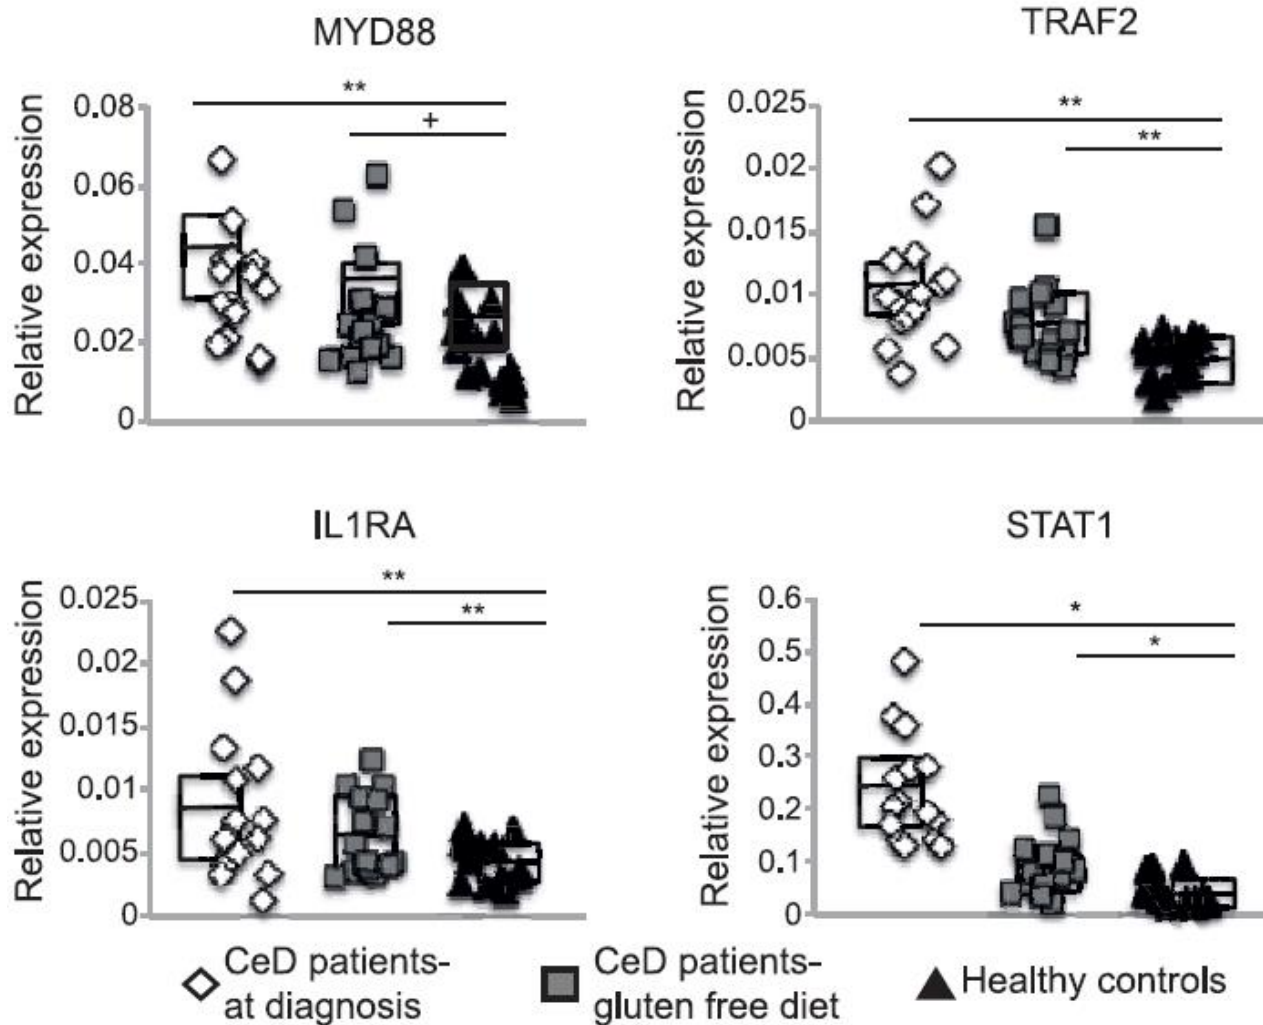 MYD88
Relative expression
0.08
0.06
0.04
0.02
0
**
+
TRAF2
Relative expression
0.025
0.02
0.015
0.01
0.005
0
**
**
IL1RA
Relative expression
0.025
0.02
0.015
0.01
0.005
0
**
**
STAT1
Relative expression
0.6
0.5
0.4
0.3
0.2
0.1
0
*
*
CeD patients-
at diagnosis
CeD patients-
gluten free diet
Healthy controls